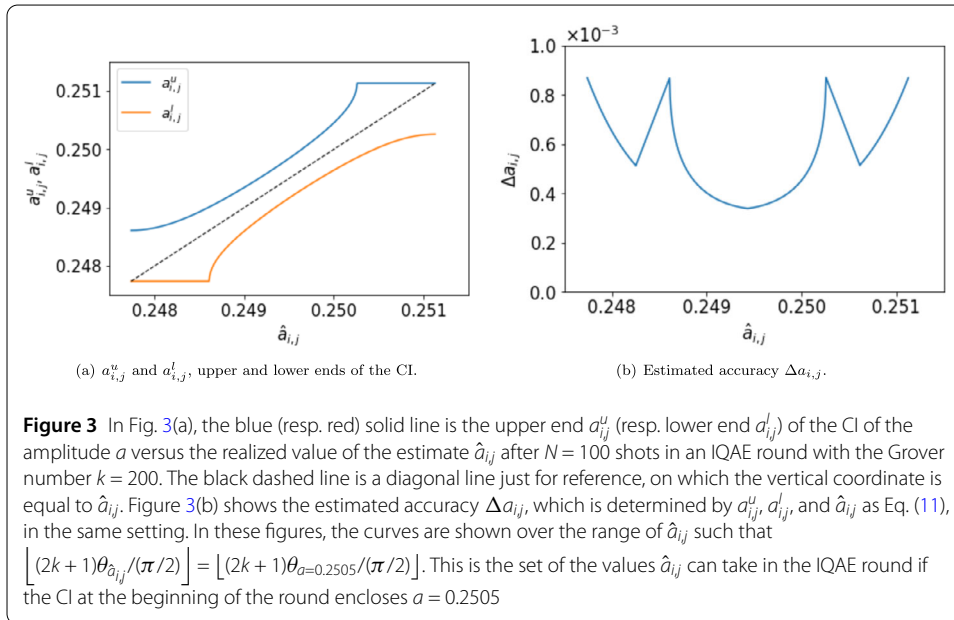 a^u_{i,j}
a^l_{i,j}
0.251
0.250
0.249
0.248
a^u_{i,j}, a^l_{i,j}
0.248 0.249 0.250 0.251
â_{i,j}
(a) a^u_{i,j} and a^l_{i,j}, upper and lower ends of the CI.
×10⁻³
1.0
0.8
0.6
0.4
0.2
0.0
Δa_{i,j}
0.248 0.249 0.250 0.251
â_{i,j}
(b) Estimated accuracy Δa_{i,j}.
Figure 3 In Fig. 3(a), the blue (resp. red) solid line is the upper end a^u_{i,j} (resp. lower end a^l_{i,j}) of the CI of the
amplitude a versus the realized value of the estimate â_{i,j} after N = 100 shots in an IQAE round with the Grover
number k = 200. The black dashed line is a diagonal line just for reference, on which the vertical coordinate is
equal to â_{i,j}. Figure 3(b) shows the estimated accuracy Δa_{i,j}, which is determined by a^u_{i,j}, a^l_{i,j}, and â_{i,j} as Eq. (11),
in the same setting. In these figures, the curves are shown over the range of â_{i,j} such that
⌊(2k + 1)θ_{â_{i,j}}/(π/2)⌋ = ⌊(2k + 1)θ_{a=0.2505}/(π/2)⌋. This is the set of the values â_{i,j} can take in the IQAE round if
the CI at the beginning of the round encloses a = 0.2505